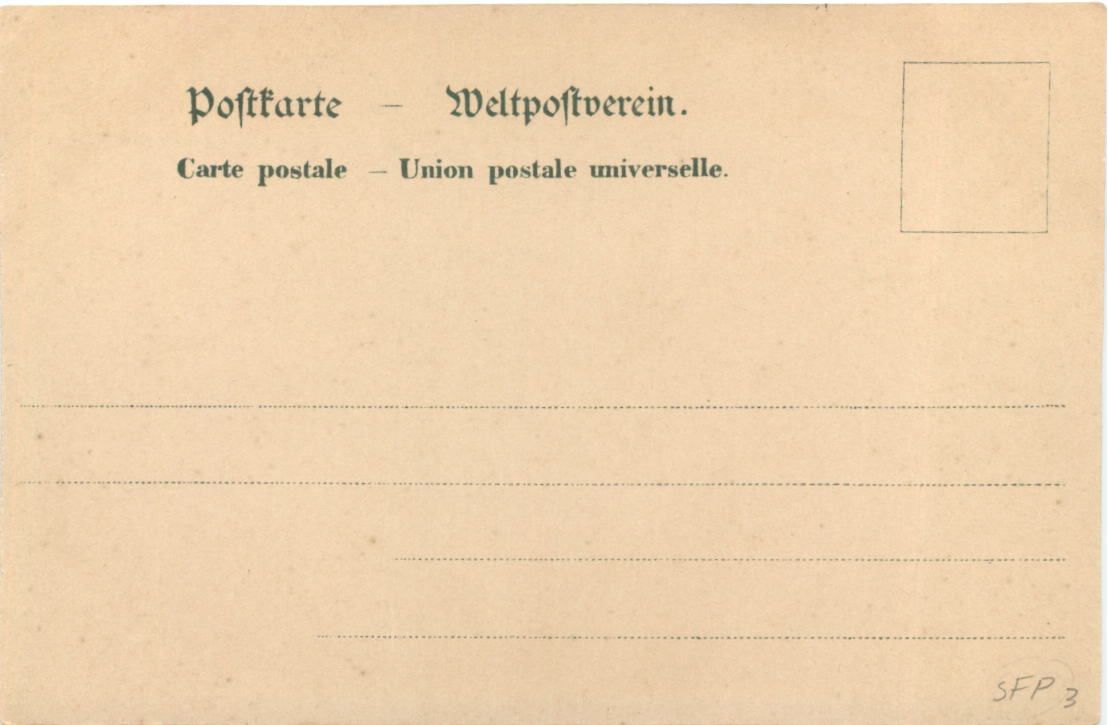 Poſtkarte – Weltpoſtverein.
Carte postale – Union postale universelle.
SFP 3